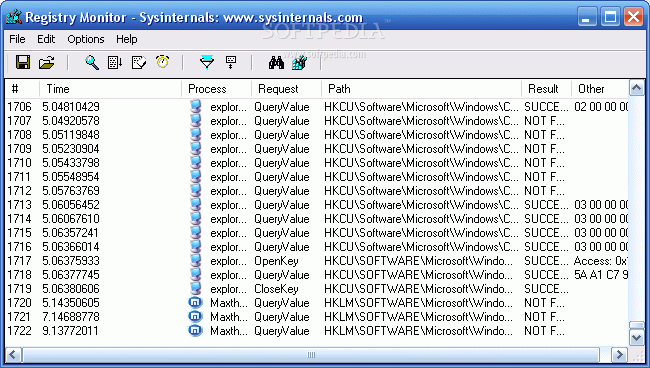 Registry Monitor - Sysinternals: www.sysinternals.com
SOFTPEDIA
www.softpedia.com
File Edit Options Help
# Time Process Request Path Result Other
1706 5.04810429 explor... QueryValue HKCU\Software\Microsoft\Windows\C... SUCCE... 02 00 00 00
1707 5.04920578 explor... QueryValue HKCU\Software\Microsoft\Windows\C... NOT F...
1708 5.05119848 explor... QueryValue HKCU\Software\Microsoft\Windows\C... NOT F...
1709 5.05230904 explor... QueryValue HKCU\Software\Microsoft\Windows\C... NOT F...
1710 5.05433798 explor... QueryValue HKCU\Software\Microsoft\Windows\C... NOT F...
1711 5.05548954 explor... QueryValue HKCU\Software\Microsoft\Windows\C... NOT F...
1712 5.05763769 explor... QueryValue HKCU\Software\Microsoft\Windows\C... NOT F...
1713 5.06056452 explor... QueryValue HKCU\Software\Microsoft\Windows\C... SUCCE... 03 00 00 00
1714 5.06067610 explor... QueryValue HKCU\Software\Microsoft\Windows\C... SUCCE... 03 00 00 00
1715 5.06357241 explor... QueryValue HKCU\Software\Microsoft\Windows\C... SUCCE... 03 00 00 00
1716 5.06366014 explor... QueryValue HKCU\Software\Microsoft\Windows\C... SUCCE... 03 00 00 00
1717 5.06375933 explor... OpenKey HKCU\SOFTWARE\Microsoft\Windo... SUCCE... Access: 0x
1718 5.06377745 explor... QueryValue HKCU\SOFTWARE\Microsoft\Windo... SUCCE... 5A A1 C7 9
1719 5.06380606 explor... CloseKey HKCU\SOFTWARE\Microsoft\Windo... SUCCE...
1720 5.14350605 Maxth... QueryValue HKLM\SOFTWARE\Microsoft\Windo... NOT F...
1721 7.14688778 Maxth... QueryValue HKLM\SOFTWARE\Microsoft\Windo... NOT F...
1722 9.13772011 Maxth... QueryValue HKLM\SOFTWARE\Microsoft\Windo... NOT F...